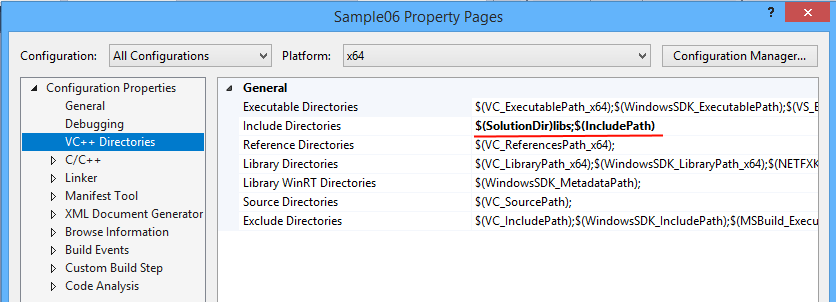 Sample06 Property Pages
?
Configuration: All Configurations Platform: x64 Configuration Manager...
Configuration Properties
General
Debugging
VC++ Directories
C/C++
Linker
Manifest Tool
XML Document Generator
Browse Information
Build Events
Custom Build Step
Code Analysis
General
Executable Directories $(VC_ExecutablePath_x64);$(WindowsSDK_ExecutablePath);$(VS_E
Include Directories $(SolutionDir)libs;$(IncludePath)
Reference Directories $(VC_ReferencesPath_x64);
Library Directories $(VC_LibraryPath_x64);$(WindowsSDK_LibraryPath_x64);$(NETFXK
Library WinRT Directories $(WindowsSDK_MetadataPath);
Source Directories $(VC_SourcePath);
Exclude Directories $(VC_IncludePath);$(WindowsSDK_IncludePath);$(MSBuild_Execu